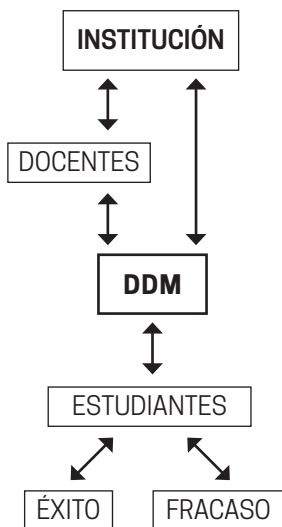 INSTITUCIÓN
DOCENTES
DDM
ESTUDIANTES
ÉXITO
FRACASO